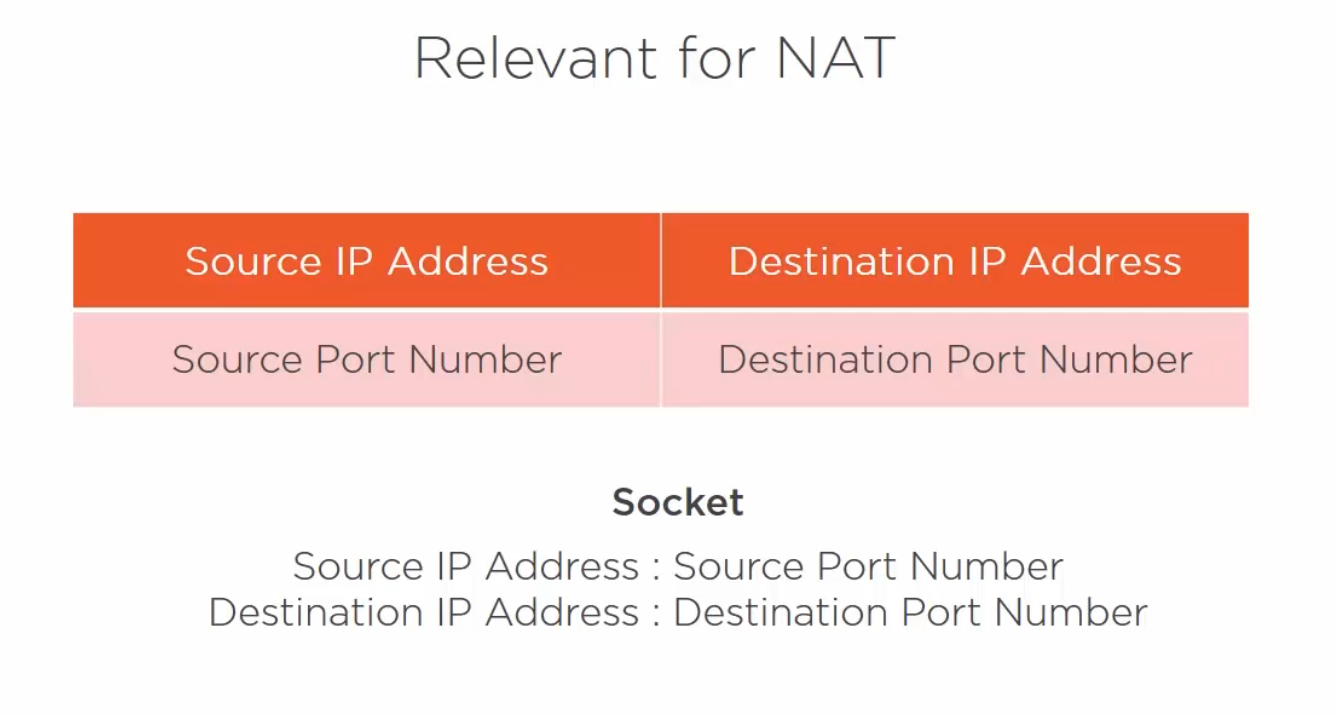 Relevant for NAT
Source IP Address
Destination IP Address
Source Port Number
Destination Port Number
Socket
Source IP Address : Source Port Number
Destination IP Address : Destination Port Number